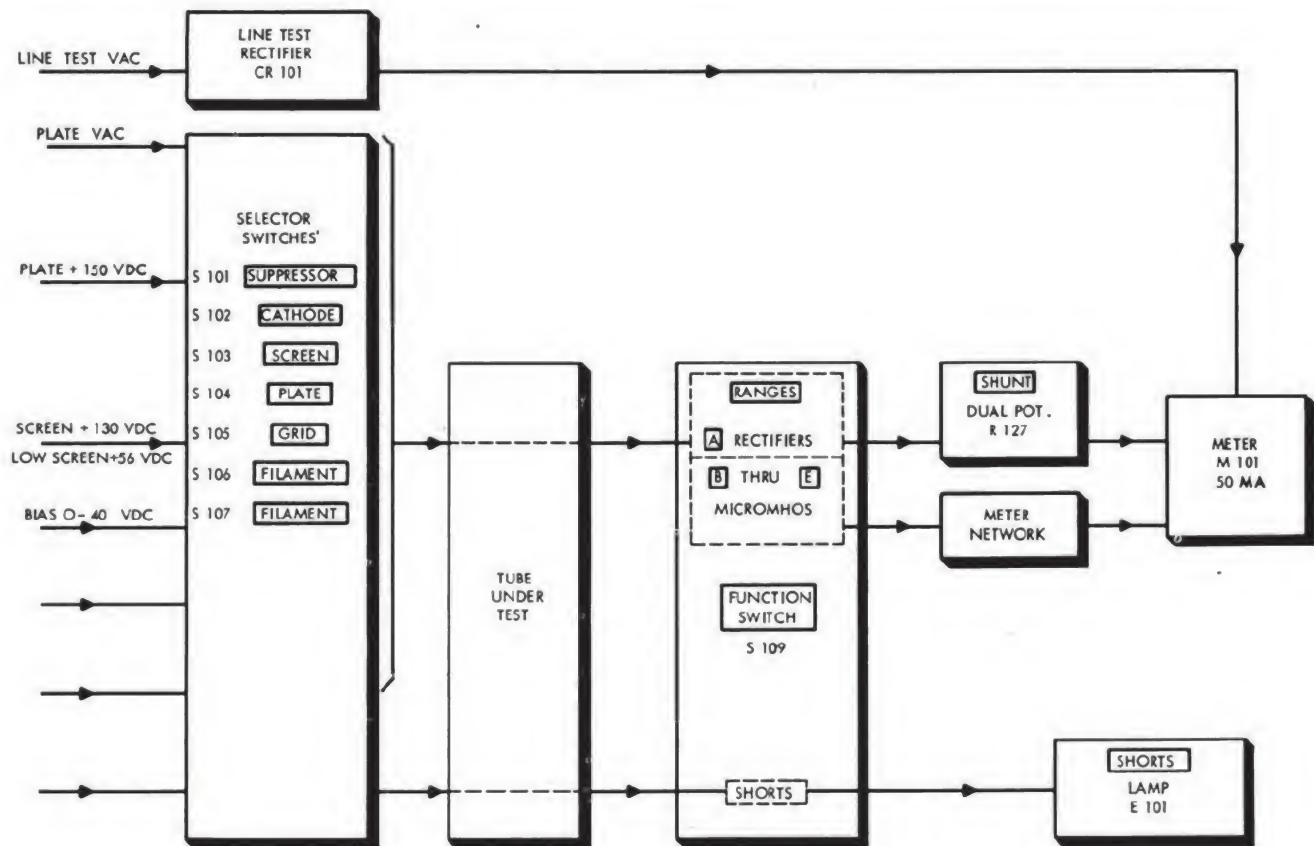 LINE TEST VAC
LINE TEST
RECTIFIER
CR 101
PLATE VAC
SELECTOR
SWITCHES'
PLATE + 150 VDC
S 101 SUPPRESSOR
S 102 CATHODE
S 103 SCREEN
S 104 PLATE
SCREEN + 130 VDC
S 105 GRID
LOW SCREEN+56 VDC
S 106 FILAMENT
BIAS O - 40 VDC
S 107 FILAMENT
TUBE
UNDER
TEST
RANGES
A RECTIFIERS
B THRU E
MICROMHOS
FUNCTION
SWITCH
S 109
SHORTS
SHUNT
DUAL POT.
R 127
METER
NETWORK
METER
M 101
50 MA
SHORTS
LAMP
E 101